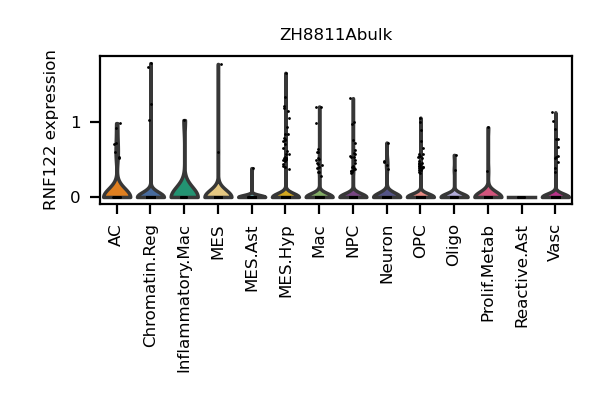 ZH8811Abulk
RNF122 expression
1
0
AC
Chromatin.Reg
Inflammatory.Mac
MES
MES.Ast
MES.Hyp
Mac
NPC
Neuron
OPC
Oligo
Prolif.Metab
Reactive.Ast
Vasc